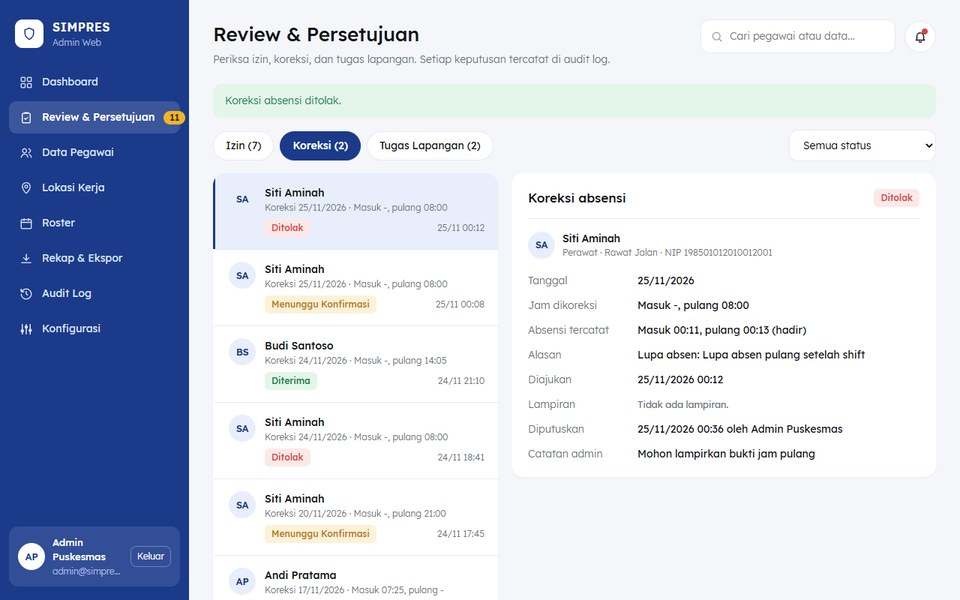 SIMPRES
Admin Web
Dashboard
Review & Persetujuan 11
Data Pegawai
Lokasi Kerja
Roster
Rekap & Ekspor
Audit Log
Konfigurasi
AP
Admin Puskesmas
admin@simpre...
Keluar
Review & Persetujuan
Periksa izin, koreksi, dan tugas lapangan. Setiap keputusan tercatat di audit log.
Cari pegawai atau data...
Koreksi absensi ditolak.
Izin (7)
Koreksi (2)
Tugas Lapangan (2)
Semua status
SA
Siti Aminah
Koreksi 25/11/2026 · Masuk -, pulang 08:00
Ditolak
25/11 00:12
SA
Siti Aminah
Koreksi 25/11/2026 · Masuk -, pulang 08:00
Menunggu Konfirmasi
25/11 00:08
BS
Budi Santoso
Koreksi 24/11/2026 · Masuk -, pulang 14:05
Diterima
24/11 21:10
SA
Siti Aminah
Koreksi 24/11/2026 · Masuk -, pulang 08:00
Ditolak
24/11 18:41
SA
Siti Aminah
Koreksi 20/11/2026 · Masuk -, pulang 21:00
Menunggu Konfirmasi
24/11 17:45
AP
Andi Pratama
Koreksi 17/11/2026 · Masuk 07:25, pulang -
Koreksi absensi
Ditolak
SA
Siti Aminah
Perawat · Rawat Jalan · NIP 198501012010012001
Tanggal 25/11/2026
Jam dikoreksi Masuk -, pulang 08:00
Absensi tercatat Masuk 00:11, pulang 00:13 (hadir)
Alasan Lupa absen: Lupa absen pulang setelah shift
Diajukan 25/11/2026 00:12
Lampiran Tidak ada lampiran.
Diputuskan 25/11/2026 00:36 oleh Admin Puskesmas
Catatan admin Mohon lampirkan bukti jam pulang